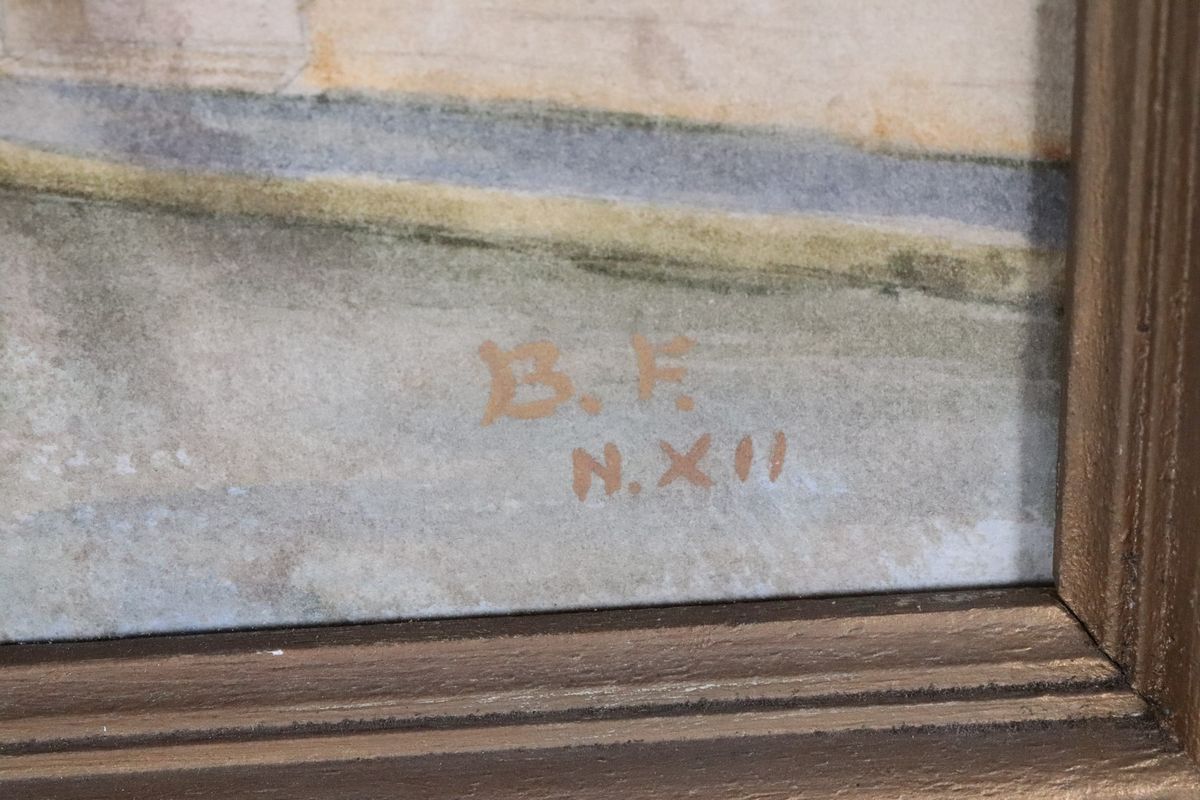 B. F.
N. XII